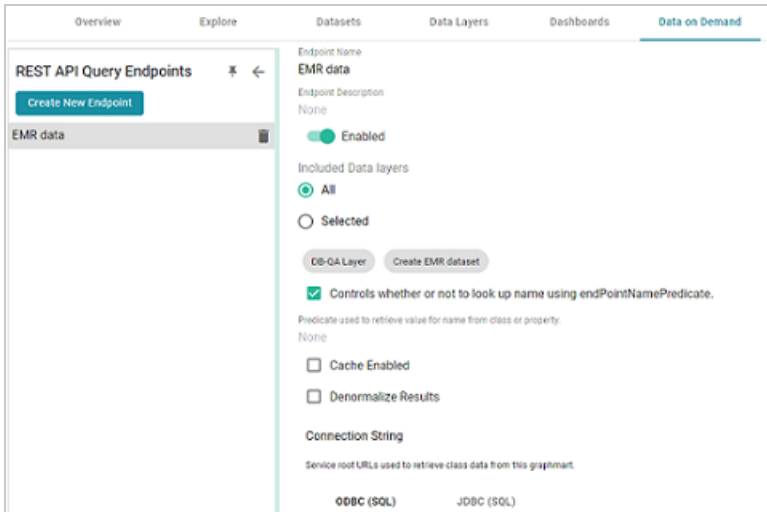 Overview Explore Datasets Data Layers Dashboards Data on Demand
REST API Query Endpoints
Create New Endpoint
EMR data
Endpoint Name
EMR data
Endpoint Description
None
Enabled
Included Data layers
All
Selected
DB-QA Layer Create EMR dataset
Controls whether or not to look up name using endPointNamePredicate.
Predicate used to retrieve value for name from class or property.
None
Cache Enabled
Denormalize Results
Connection String
Service root URLs used to retrieve class data from this graphmart.
ODBC (SQL) JDBC (SQL)